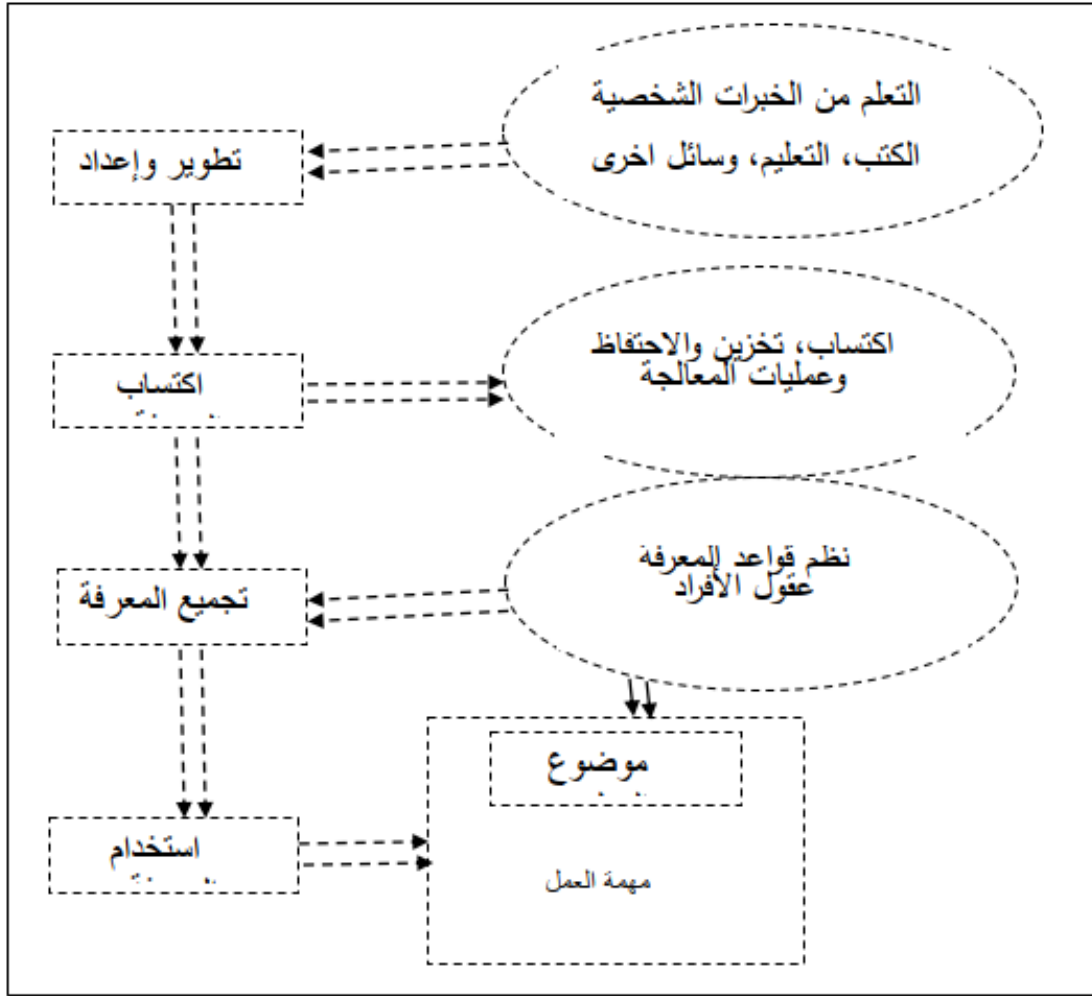 التعلم من الخبرات الشخصية
الكتب، التعليم، وسائل اخرى
تطوير وإعداد
اكتساب، تخزين والاحتفاظ
وعمليات المعالجة
اكتساب
نظم قواعد المعرفة
عقول الأفراد
تجميع المعرفة
موضوع
استخدام
مهمة العمل